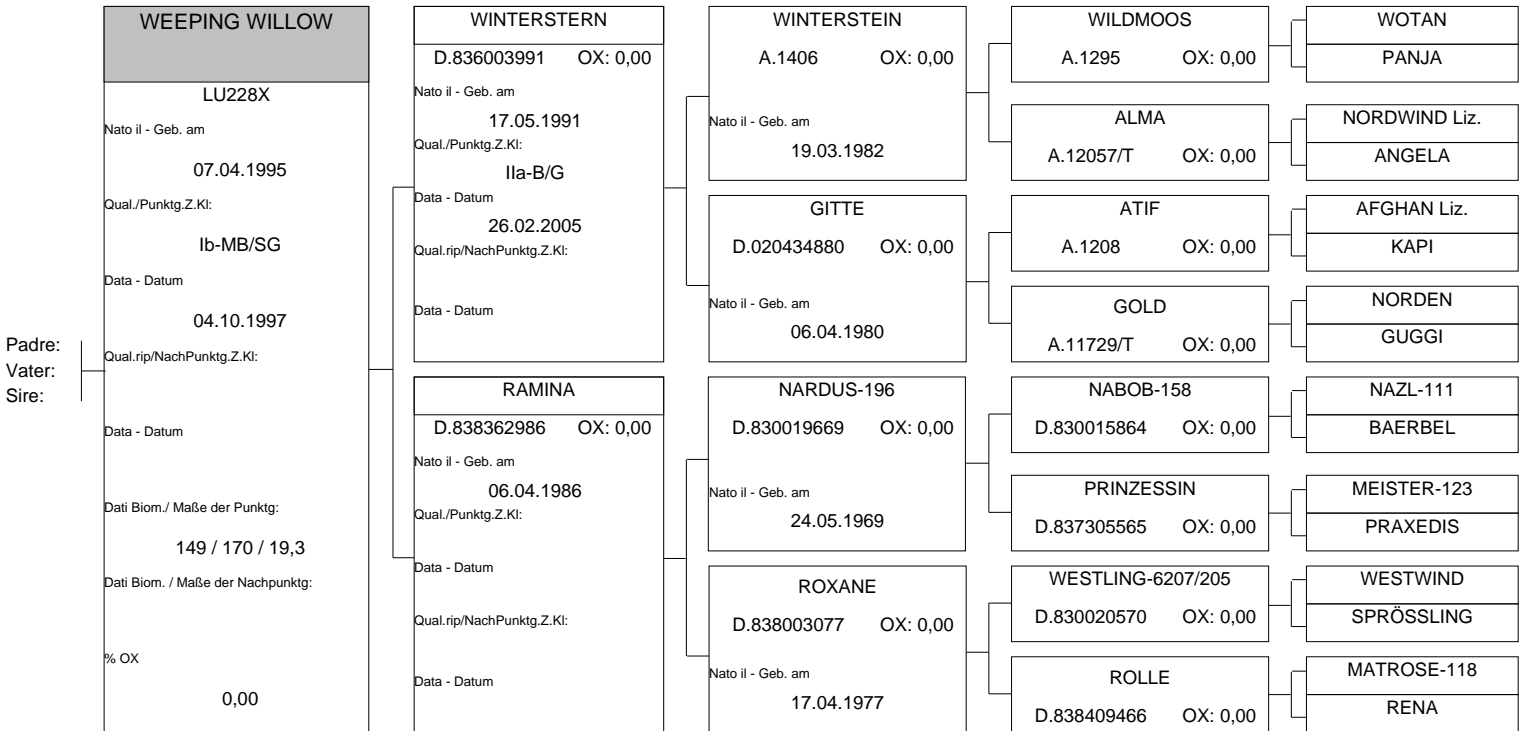 Padre:
Vater:
Sire:
WEEPING WILLOW
LU228X
Nato il - Geb. am
07.04.1995
Qual./Punktg.Z.Kl:
Ib-MB/SG
Data - Datum
04.10.1997
Qual.rip/NachPunktg.Z.Kl:
Data - Datum
Dati Biom./ Maße der Punktg:
149 / 170 / 19,3
Dati Biom. / Maße der Nachpunktg:
% OX
0,00
WINTERSTERN
D.836003991 OX: 0,00
Nato il - Geb. am
17.05.1991
Qual./Punktg.Z.Kl:
IIa-B/G
Data - Datum
26.02.2005
Qual.rip/NachPunktg.Z.Kl:
Data - Datum
RAMINA
D.838362986 OX: 0,00
Nato il - Geb. am
06.04.1986
Qual./Punktg.Z.Kl:
Data - Datum
Qual.rip/NachPunktg.Z.Kl:
Data - Datum
WINTERSTEIN
A.1406 OX: 0,00
Nato il - Geb. am
19.03.1982
GITTE
D.020434880 OX: 0,00
Nato il - Geb. am
06.04.1980
NARDUS-196
D.830019669 OX: 0,00
Nato il - Geb. am
24.05.1969
ROXANE
D.838003077 OX: 0,00
Nato il - Geb. am
17.04.1977
WILDMOOS
A.1295 OX: 0,00
ALMA
A.12057/T OX: 0,00
ATIF
A.1208 OX: 0,00
GOLD
A.11729/T OX: 0,00
NABOB-158
D.830015864 OX: 0,00
PRINZESSIN
D.837305565 OX: 0,00
WESTLING-6207/205
D.830020570 OX: 0,00
ROLLE
D.838409466 OX: 0,00
WOTAN
PANJA
NORDWIND Liz.
ANGELA
AFGHAN Liz.
KAPI
NORDEN
GUGGI
NAZL-111
BAERBEL
MEISTER-123
PRAXEDIS
WESTWIND
SPRÖSSLING
MATROSE-118
RENA